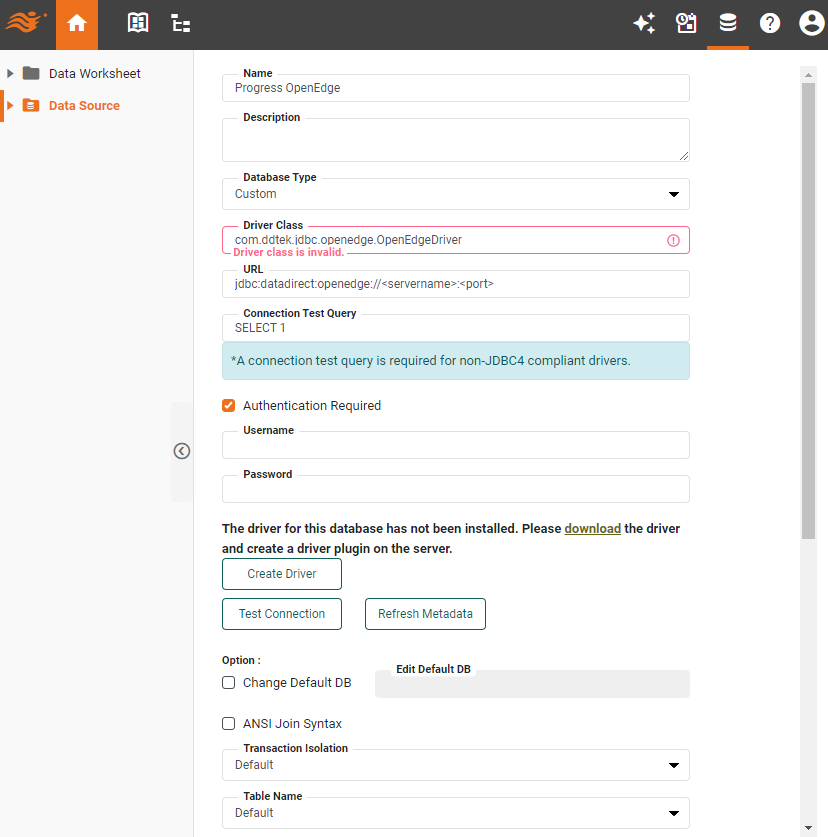 Data Worksheet
Data Source
Name
Progress OpenEdge
Description
Database Type
Custom
Driver Class
com.ddtek.jdbc.openedge.OpenEdgeDriver
Driver class is invalid.
URL
jdbc:datadirect:openedge://<servername>:<port>
Connection Test Query
SELECT 1
*A connection test query is required for non-JDBC4 compliant drivers.
Authentication Required
Username
Password
The driver for this database has not been installed. Please download the driver
and create a driver plugin on the server.
Create Driver
Test Connection Refresh Metadata
Option :
Edit Default DB
Change Default DB
ANSI Join Syntax
Transaction Isolation
Default
Table Name
Default